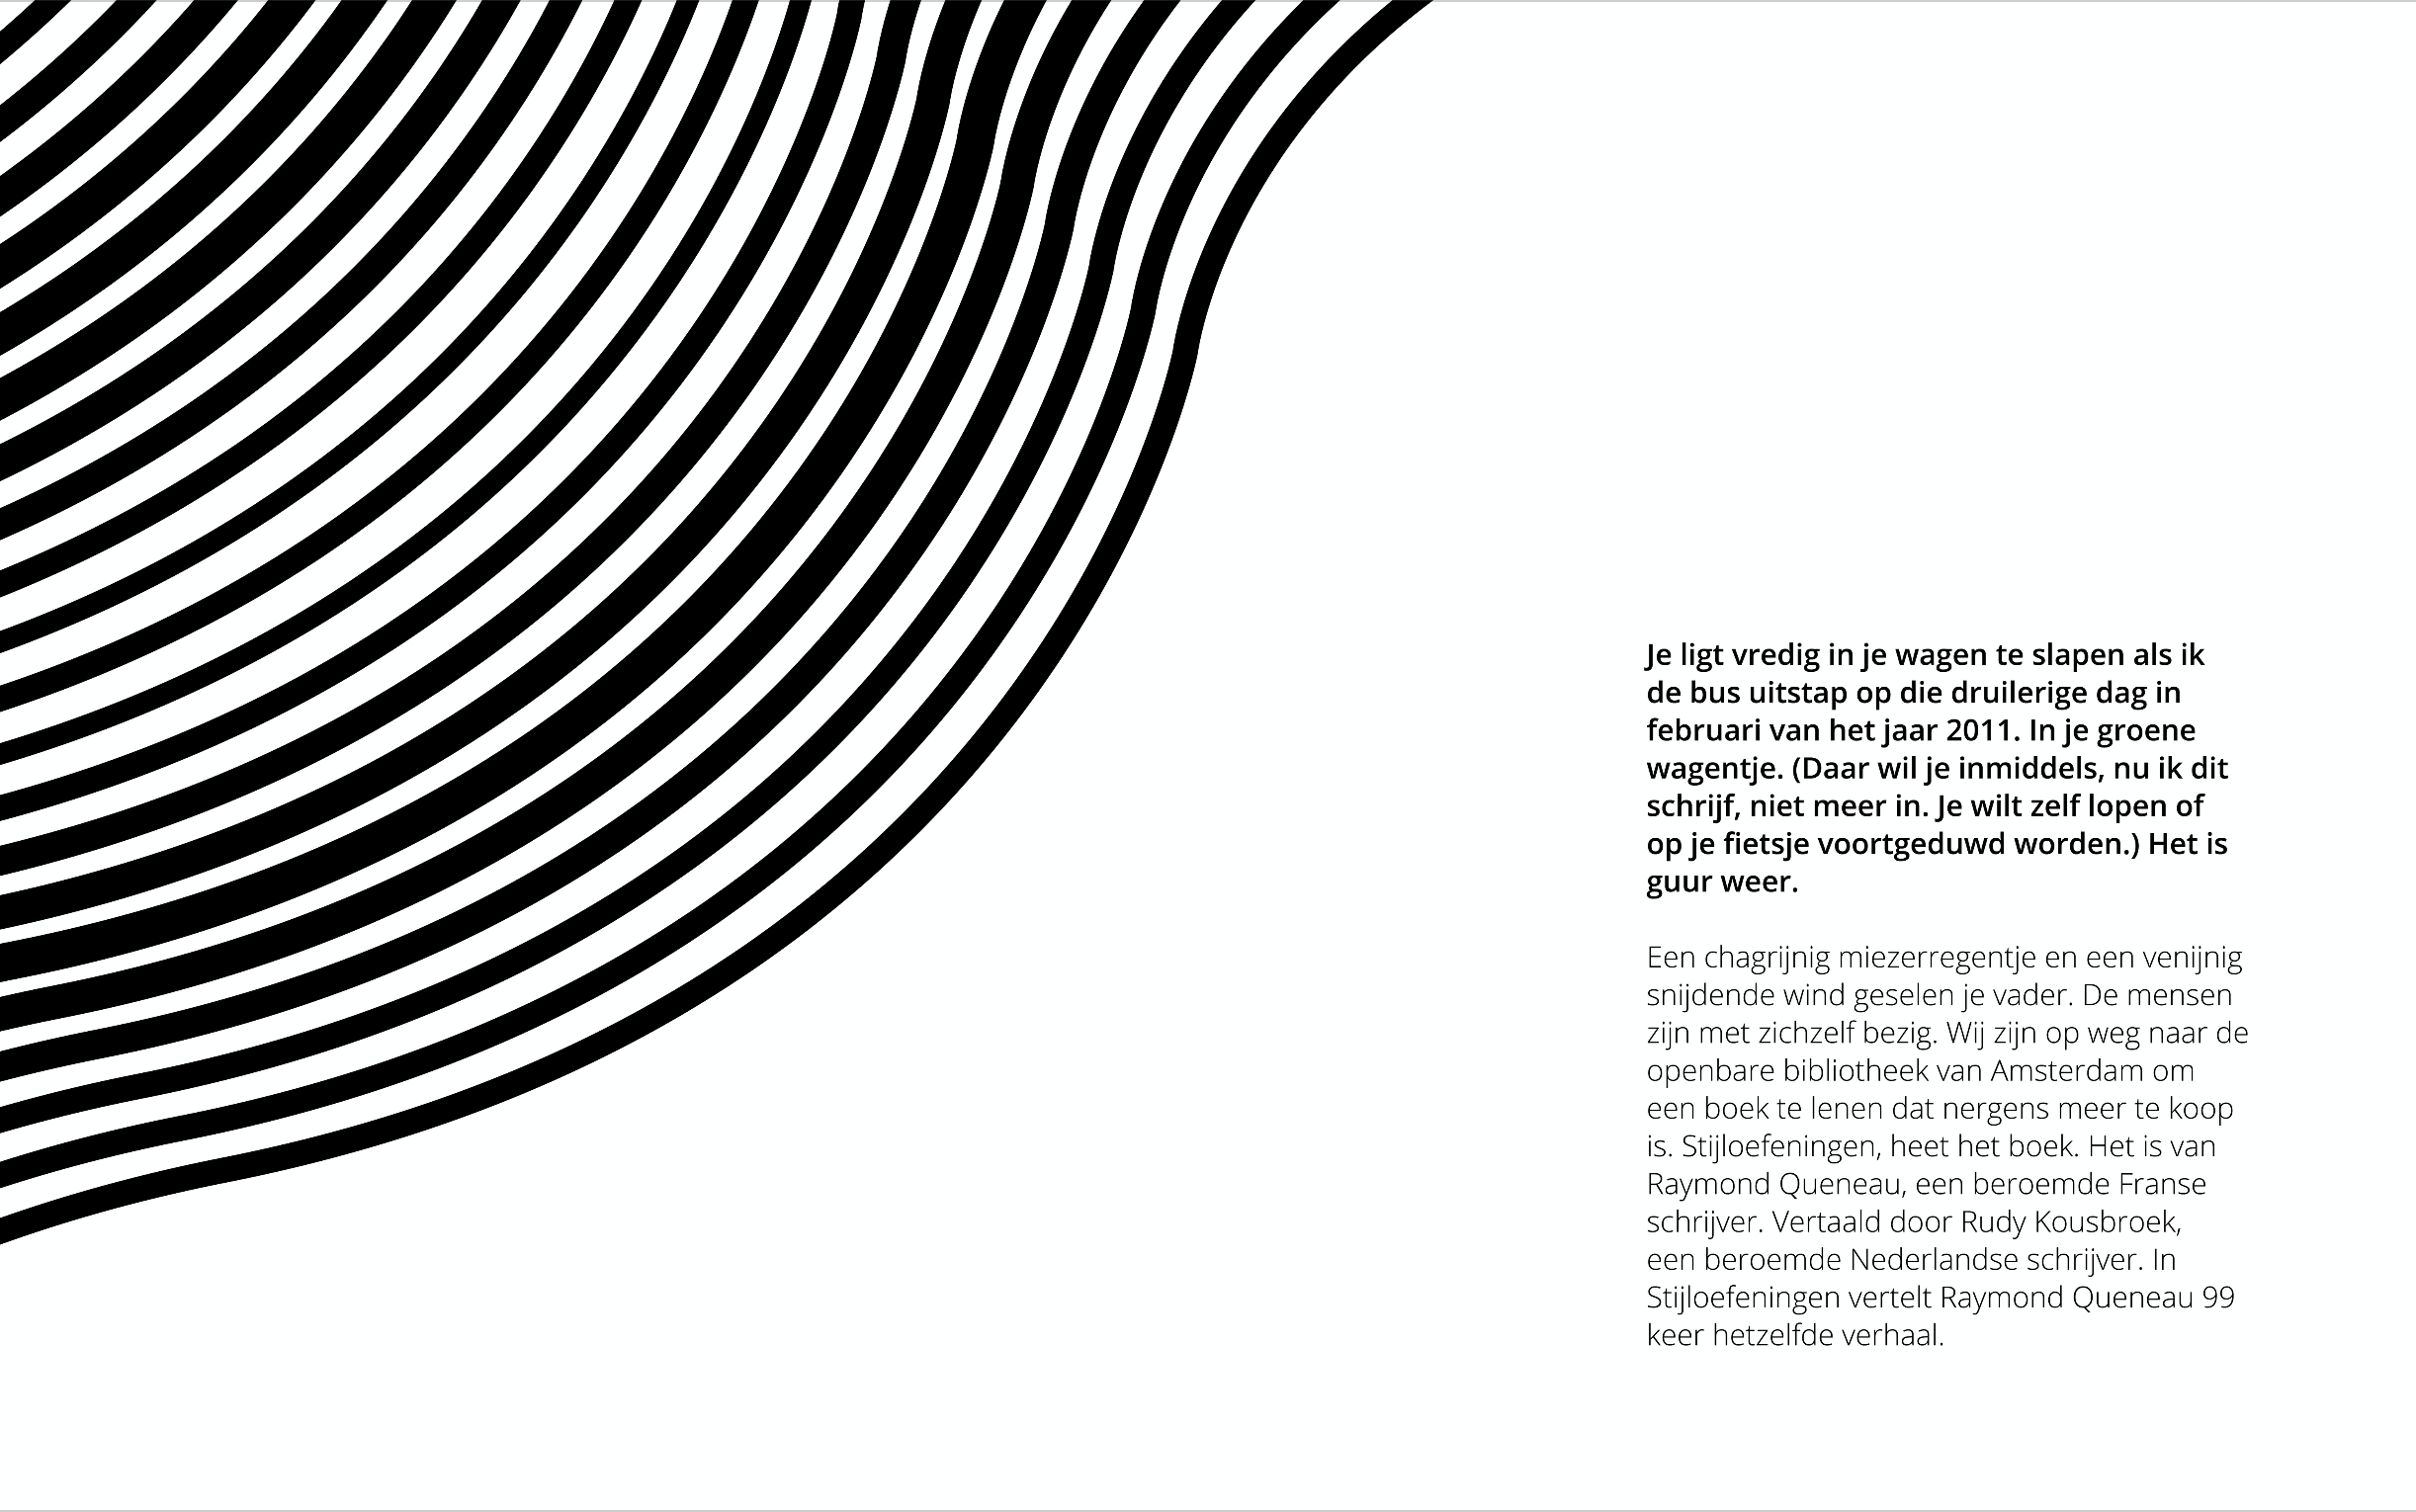 Je ligt vredig in je wagen te slapen als ik
de bus uitstap op die druilerige dag in
februari van het jaar 2011. In je groene
wagentje. (Daar wil je inmiddels, nu ik dit
schrijf, niet meer in. Je wilt zelf lopen of
op je fietsje voortgeduwd worden.) Het is
guur weer.
Een chagrijnig miezerregentje en een venijnig
snijdende wind geselen je vader. De mensen
zijn met zichzelf bezig. Wij zijn op weg naar de
openbare bibliotheek van Amsterdam om
een boek te lenen dat nergens meer te koop
is. Stijloefeningen, heet het boek. Het is van
Raymond Queneau, een beroemde Franse
schrijver. Vertaald door Rudy Kousbroek,
een beroemde Nederlandse schrijver. In
Stijloefeningen vertelt Raymond Queneau 99
keer hetzelfde verhaal.